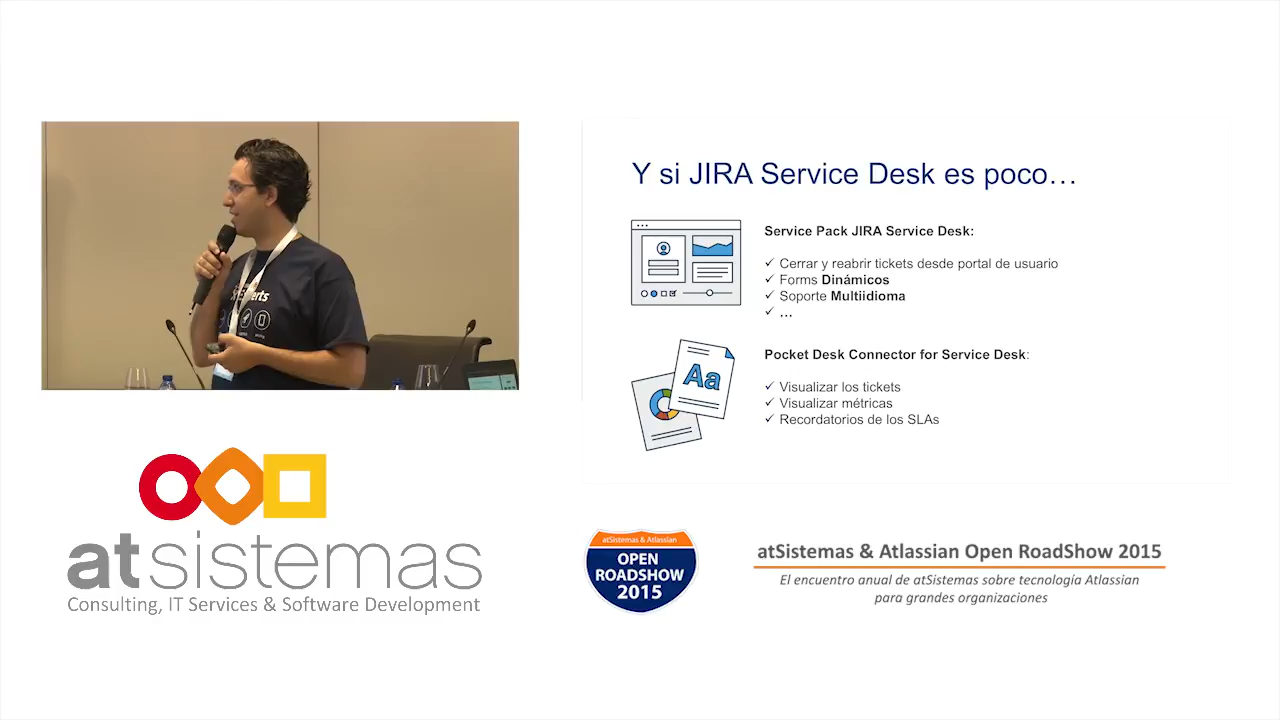 Y si JIRA Service Desk es poco…
Service Pack JIRA Service Desk:
✓ Cerrar y reabrir tickets desde portal de usuario
✓ Forms Dinámicos
✓ Soporte Multiidioma
✓ ...
Aa
Pocket Desk Connector for Service Desk:
✓ Visualizar los tickets
✓ Visualizar métricas
✓ Recordatorios de los SLAs
atsistemas
Consulting, IT Services & Software Development
atSistemas & Atlassian
OPEN
ROADSHOW
2015
atSistemas & Atlassian Open RoadShow 2015
El encuentro anual de atSistemas sobre tecnología Atlassian
para grandes organizaciones